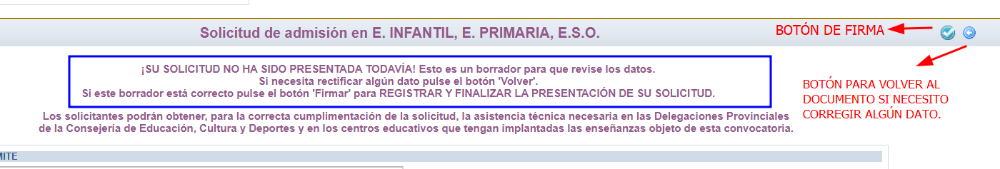 Solicitud de admisión en E. INFANTIL, E. PRIMARIA, E.S.O.
BOTÓN DE FIRMA
¡SU SOLICITUD NO HA SIDO PRESENTADA TODAVÍA! Esto es un borrador para que revise los datos.
Si necesita rectificar algún dato pulse el botón 'Volver'.
Si este borrador está correcto pulse el botón 'Firmar' para REGISTRAR Y FINALIZAR LA PRESENTACIÓN DE SU SOLICITUD.
BOTÓN PARA VOLVER AL
DOCUMENTO SI NECESITO
CORREGIR ALGÚN DATO.
Los solicitantes podrán obtener, para la correcta cumplimentación de la solicitud, la asistencia técnica necesaria en las Delegaciones Provinciales
de la Consejería de Educación, Cultura y Deportes y en los centros educativos que tengan implantadas las enseñanzas objeto de esta convocatoria.
MITE